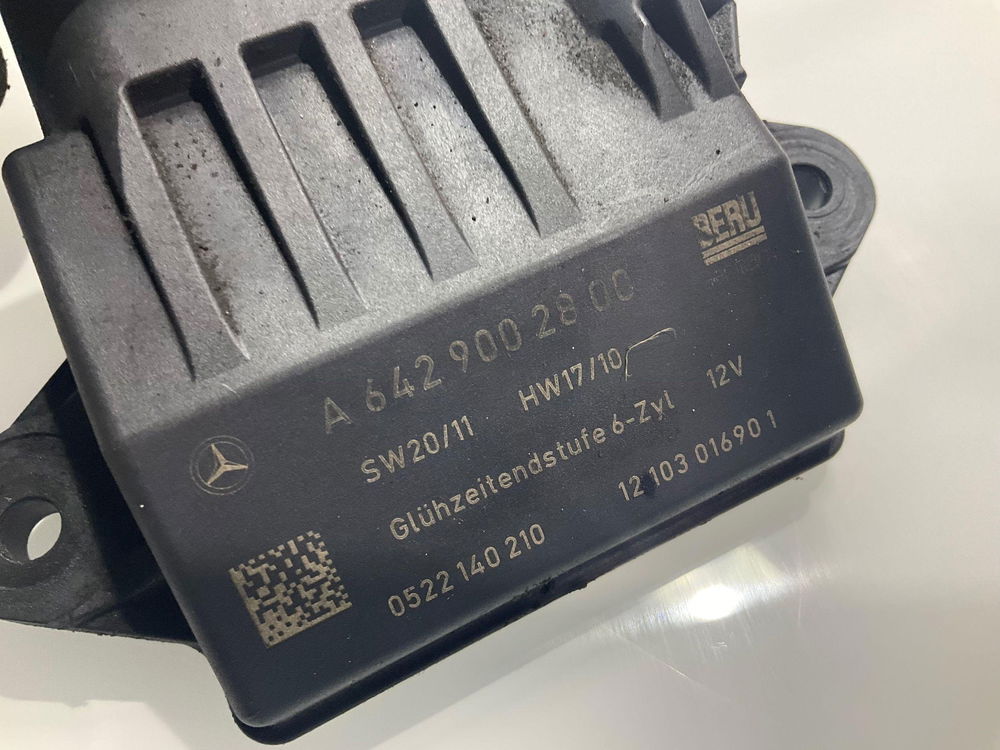 BERU
A 642 900 28 00
SW20/11 HW17/10
Glühzeitendstufe 6-Zyl 12V
0522 140 210 12 103 01690 1